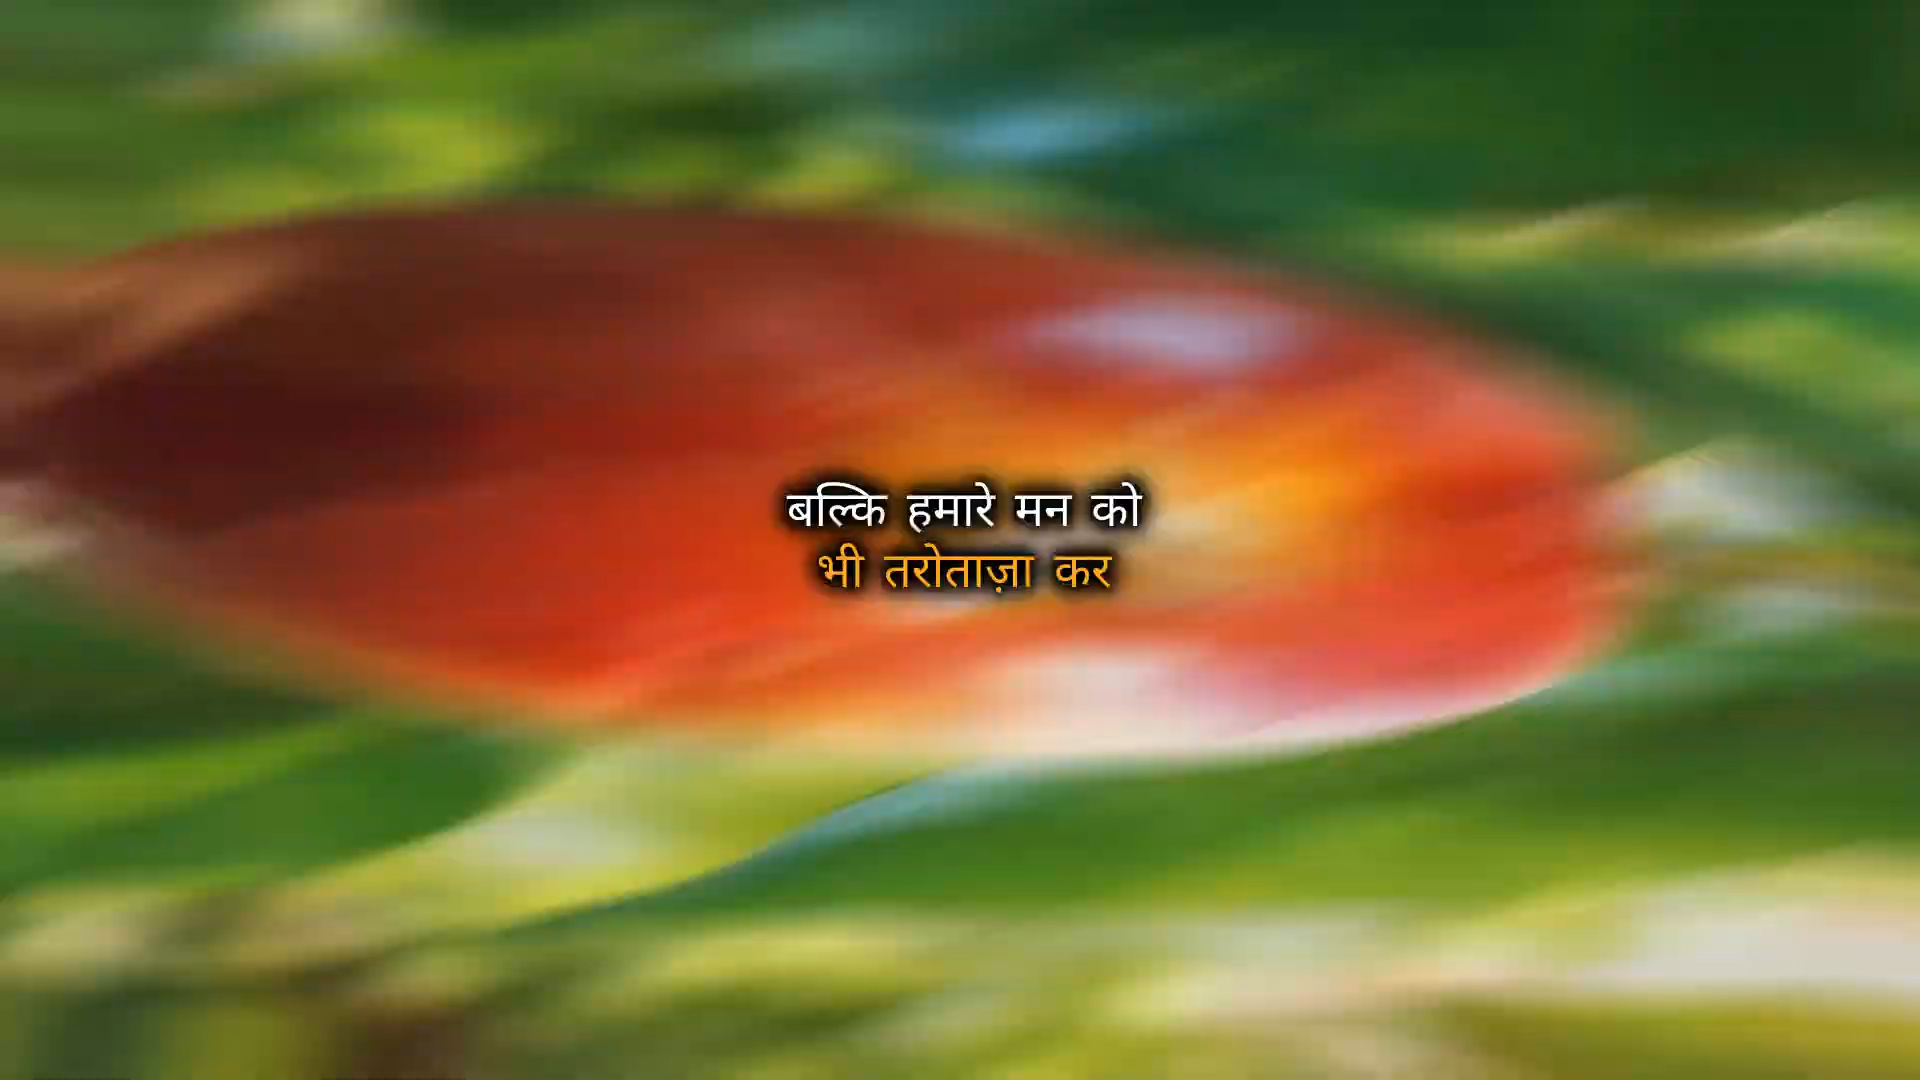 बल्कि हमारे मन को
भी तरोताज़ा कर